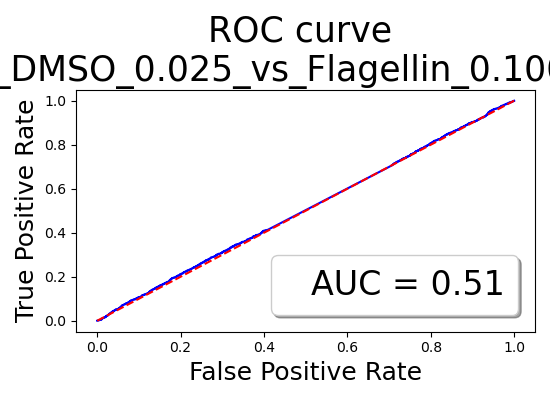 ROC curve
_DMSO_0.025_vs_Flagellin_0.100
True Positive Rate
1.0
0.8
0.6
0.4
0.2
0.0
AUC = 0.51
0.0 0.2 0.4 0.6 0.8 1.0
False Positive Rate